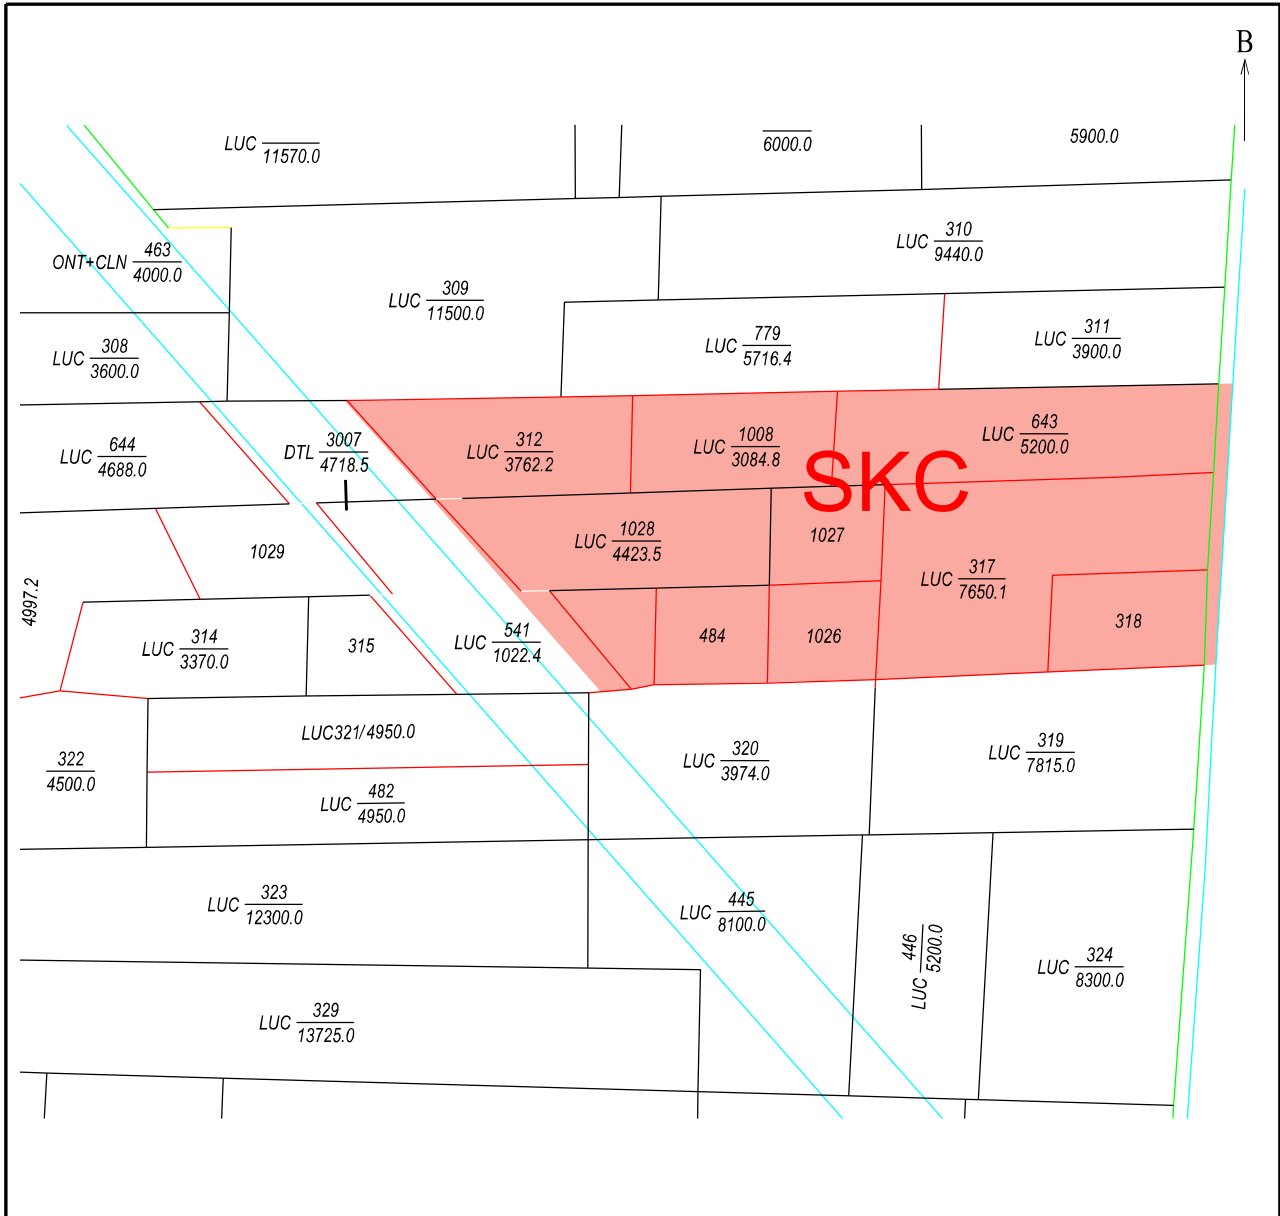 B
LUC 11570.0
6000.0
5900.0
ONT+CLN 463
4000.0
LUC 309
11500.0
LUC 310
9440.0
LUC 308
3600.0
LUC 779
5716.4
LUC 311
3900.0
LUC 644
4688.0
DTL 3007
4718.5
LUC 312
3762.2
LUC 1008
3084.8
LUC 643
5200.0
SKC
1029
LUC 1028
4423.5
1027
LUC 317
7650.1
4997.2
LUC 314
3370.0
315
LUC 541
1022.4
484
1026
318
322
4500.0
LUC321/4950.0
LUC 482
4950.0
LUC 320
3974.0
LUC 319
7815.0
LUC 323
12300.0
LUC 445
8100.0
LUC 446
5200.0
LUC 324
8300.0
LUC 329
13725.0